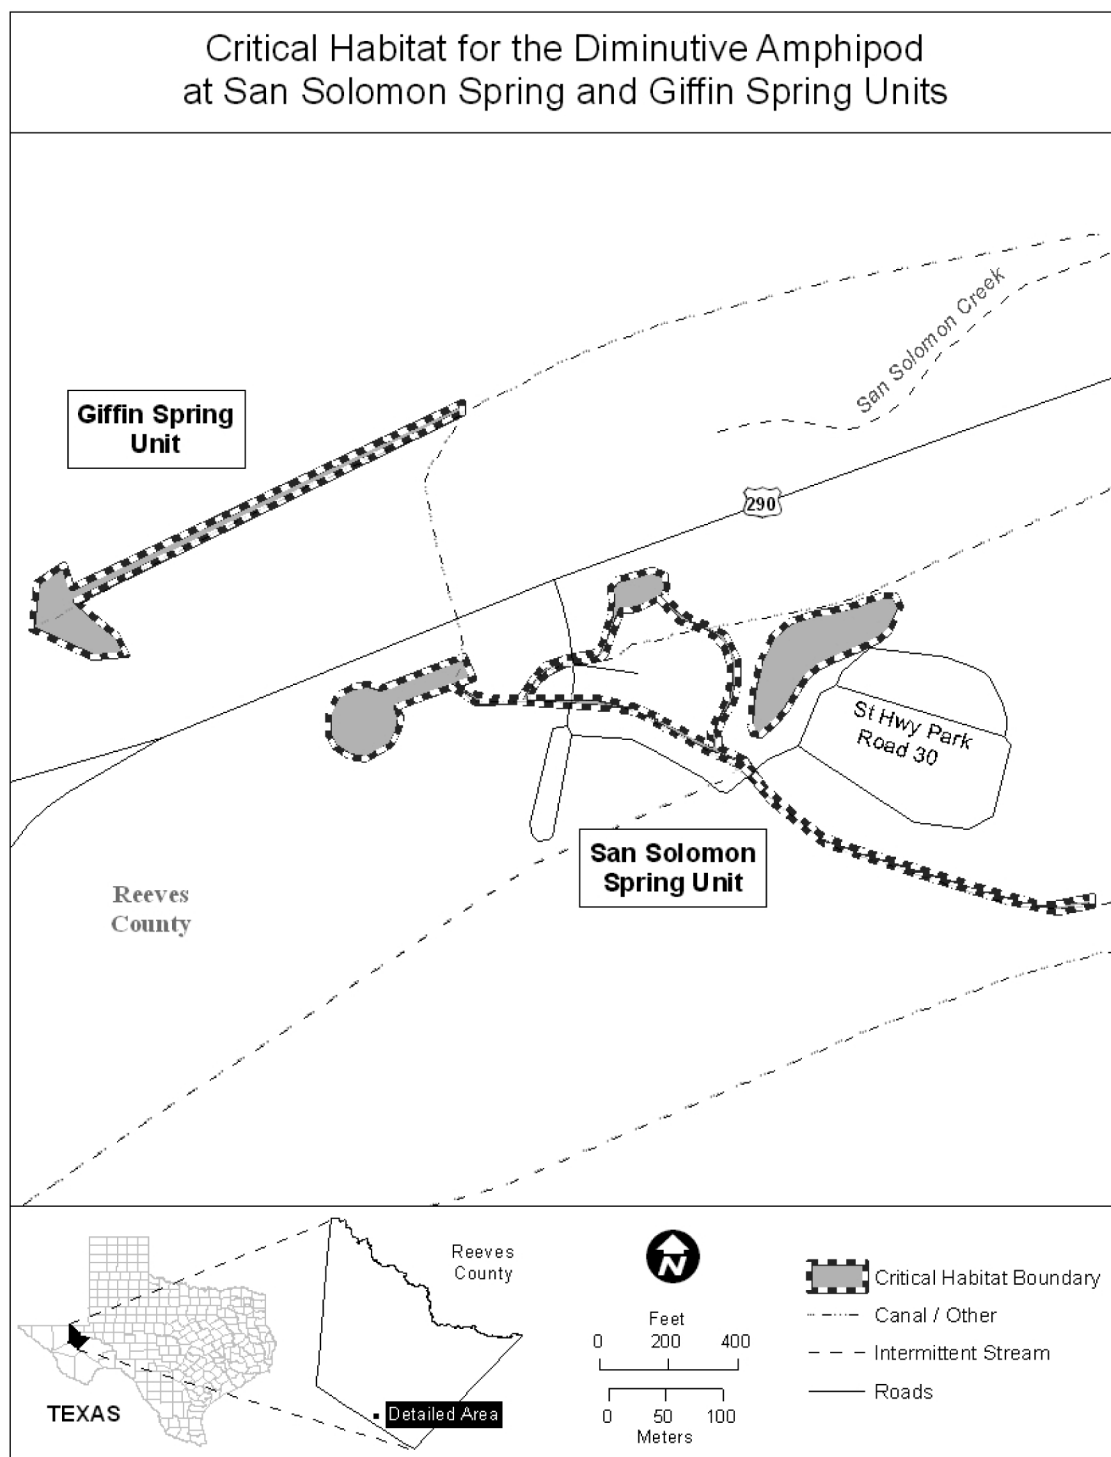 Critical Habitat for the Diminutive Amphipod
at San Solomon Spring and Giffin Spring Units
San Solomon Creek
Giffin Spring
Unit
290
St Hwy Park
Road 30
San Solomon
Spring Unit
Reeves
County
TEXAS
Reeves
County
Detailed Area
N
Feet
0 200 400
0 50 100
Meters
Critical Habitat Boundary
Canal / Other
Intermittent Stream
Roads